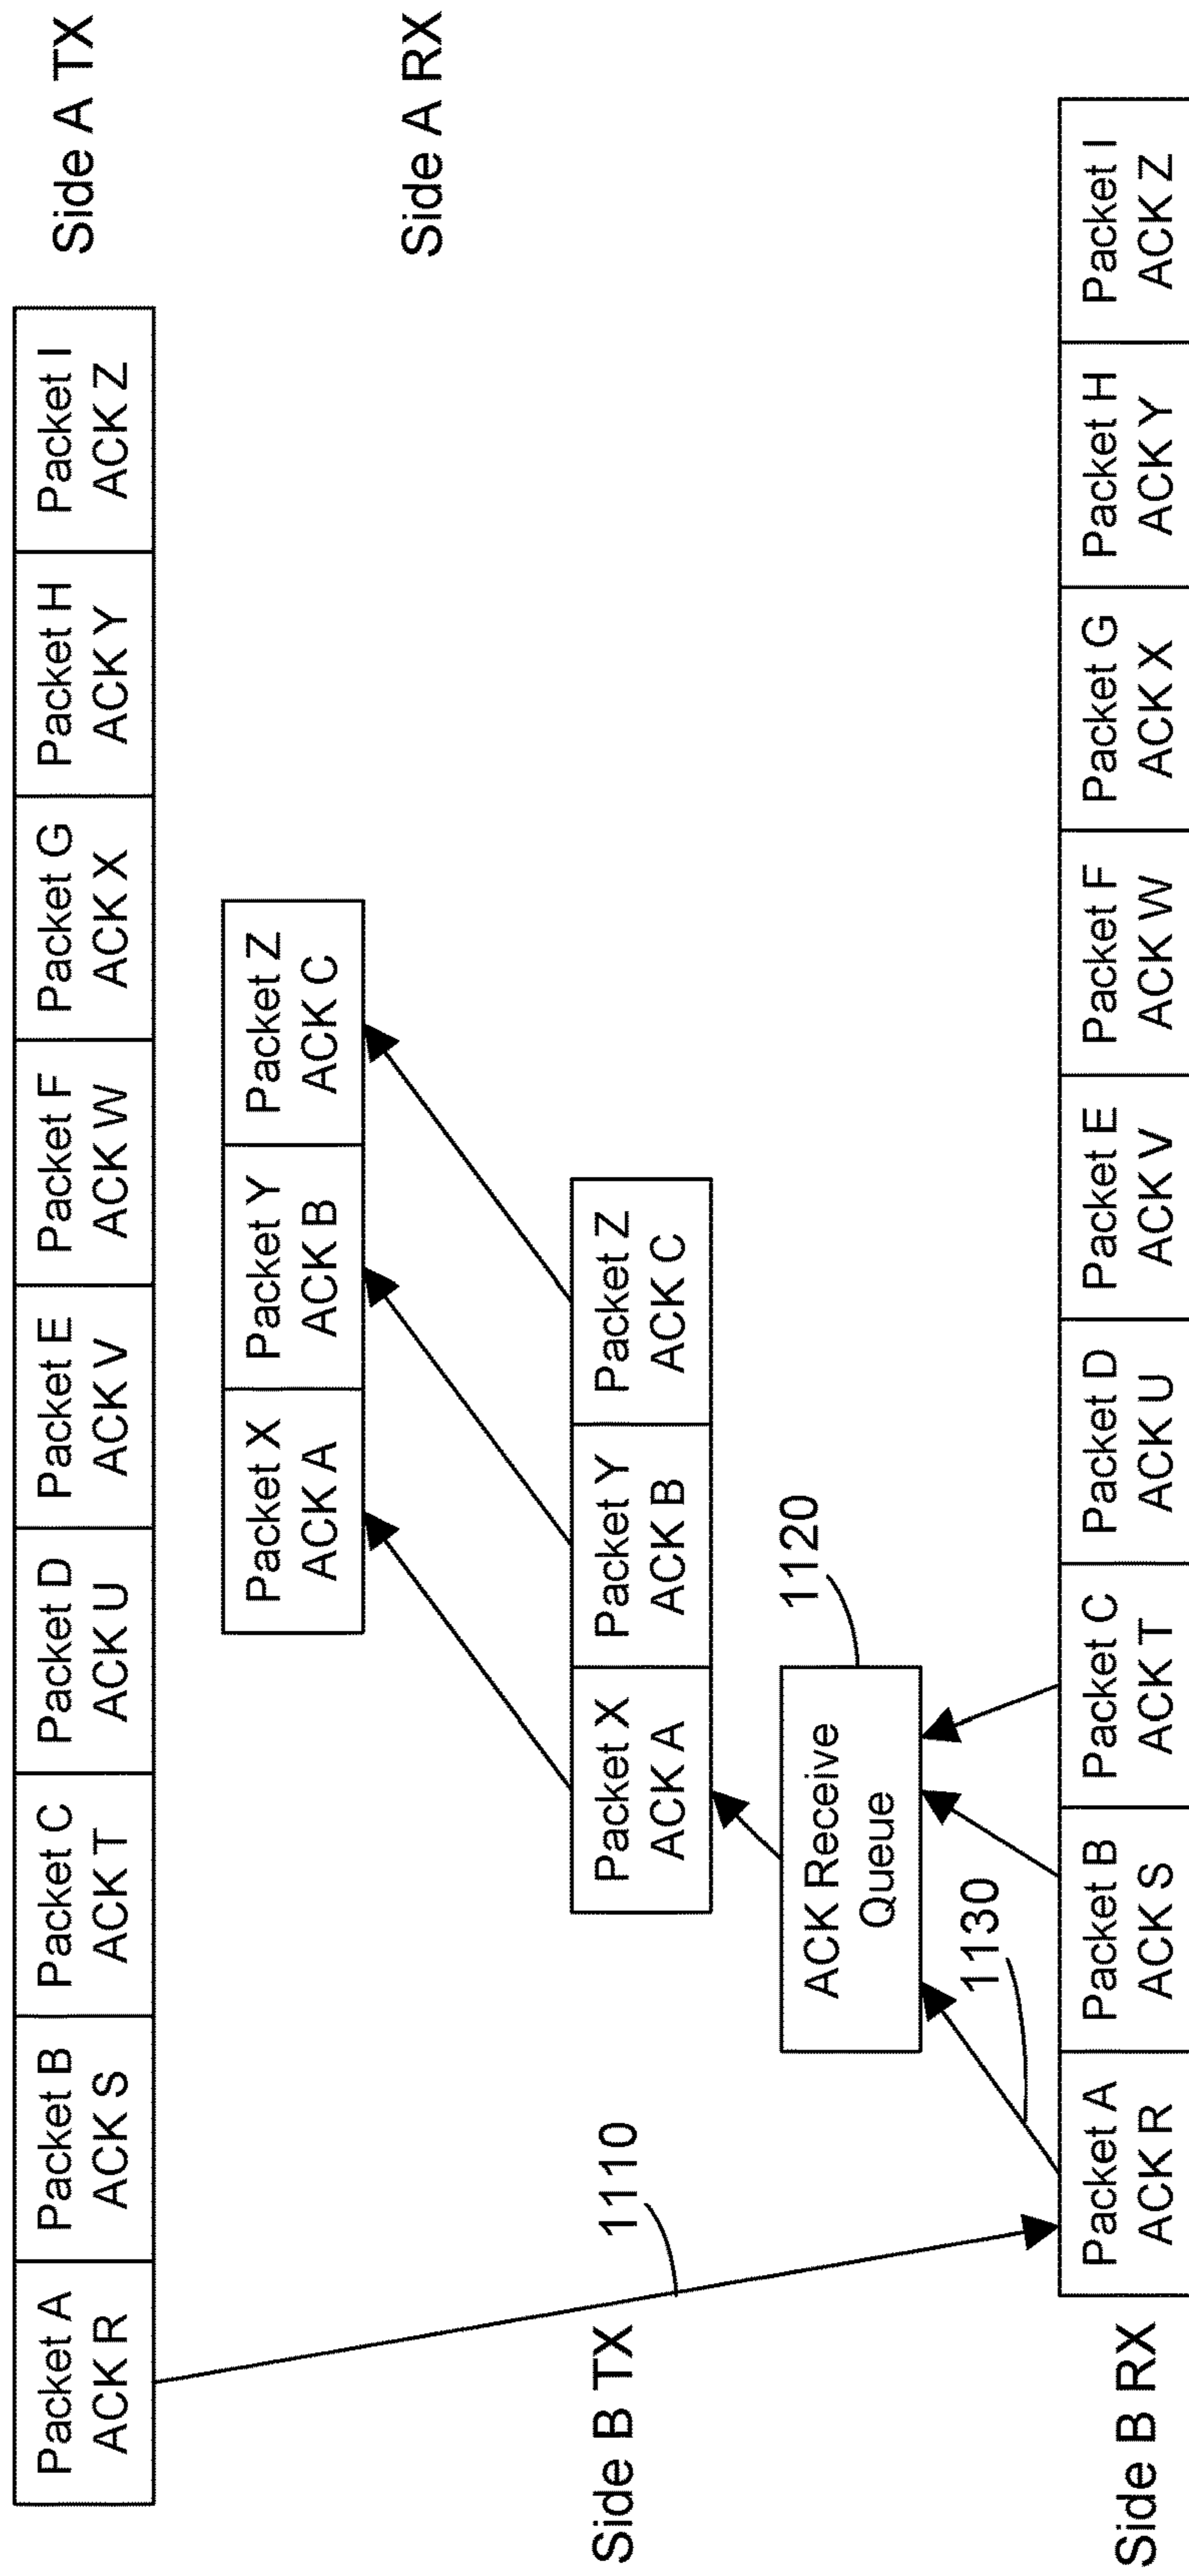 Side A TX
Packet A
ACK R
Packet B
ACK S
Packet C
ACK T
Packet D
ACK U
Packet E
ACK V
Packet F
ACK W
Packet G
ACK X
Packet H
ACK Y
Packet I
ACK Z
Side A RX
Packet X
ACK A
Packet Y
ACK B
Packet Z
ACK C
Side B TX
1110
Packet X
ACK A
Packet Y
ACK B
Packet Z
ACK C
ACK Receive
Queue
1120
1130
Side B RX
Packet A
ACK R
Packet B
ACK S
Packet C
ACK T
Packet D
ACK U
Packet E
ACK V
Packet F
ACK W
Packet G
ACK X
Packet H
ACK Y
Packet I
ACK Z